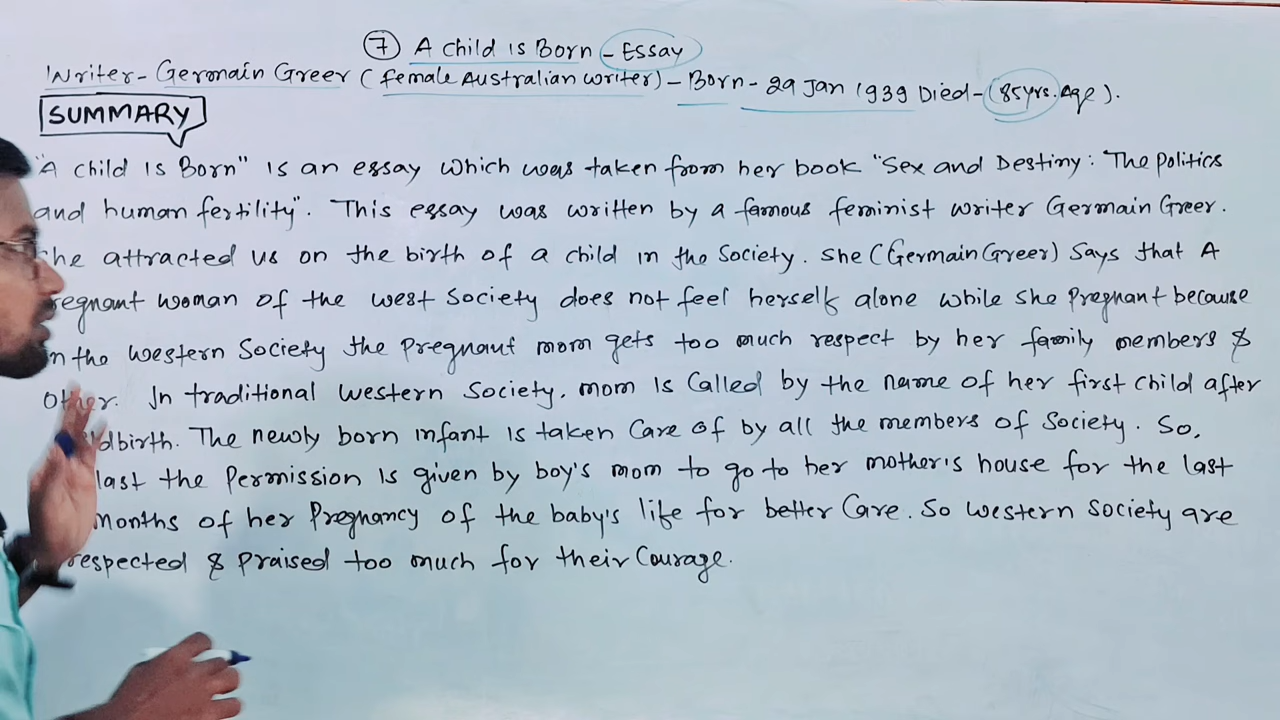 ⑦ A child is Born - Essay
Writer - Germain Greer (female Australian writer) - Born - 29 Jan 1939 Died - (85yrs. Age).
SUMMARY
"A child is Born" is an essay which was taken from her book "Sex and Destiny: The Politics
and human fertility". This essay was written by a famous feminist writer Germain Greer.
he attracted us on the birth of a child in the Society. She (Germain Greer) Says that A
regnant woman of the west Society does not feel herself alone while she pregnant because
n the western Society the Pregnant mom gets too much respect by her family members &
other. In traditional western Society, mom is Called by the name of her first child after
ldbirth. The newly born infant is taken Care of by all the members of Society. So,
last the Permission is given by boy's mom to go to her mother's house for the last
months of her Pregnancy of the baby's life for better Care. So western Society are
respected & Praised too much for their Courage.